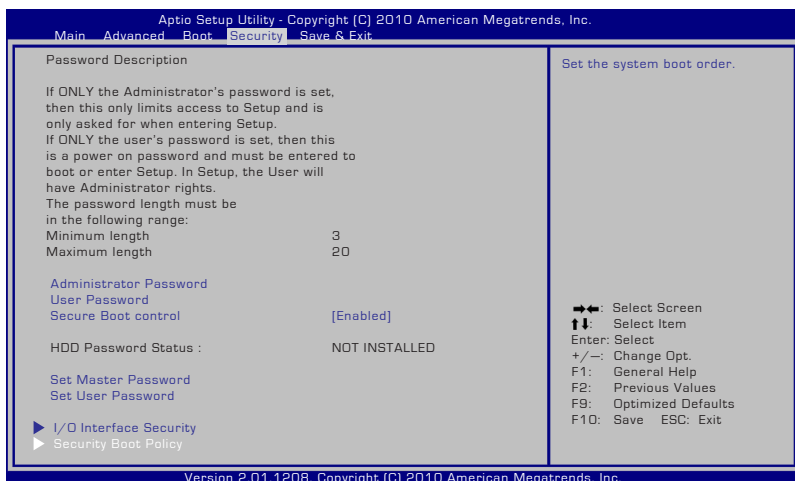 Aptio Setup Utility - Copyright (C) 2010 American Megatrends, Inc.
Main Advanced Boot Security Save & Exit
Password Description
If ONLY the Administrator's password is set,
then this only limits access to Setup and is
only asked for when entering Setup.
If ONLY the user's password is set, then this
is a power on password and must be entered to
boot or enter Setup. In Setup, the User will
have Administrator rights.
The password length must be
in the following range:
Minimum length 3
Maximum length 20
Administrator Password
User Password
Secure Boot control [Enabled]
HDD Password Status : NOT INSTALLED
Set Master Password
Set User Password
I/O Interface Security
Security Boot Policy
Set the system boot order.
→←: Select Screen
↑↓: Select Item
Enter: Select
+/—: Change Opt.
F1: General Help
F2: Previous Values
F9: Optimized Defaults
F10: Save ESC: Exit
Version 2.01.1208. Copyright (C) 2010 American Megatrends, Inc.